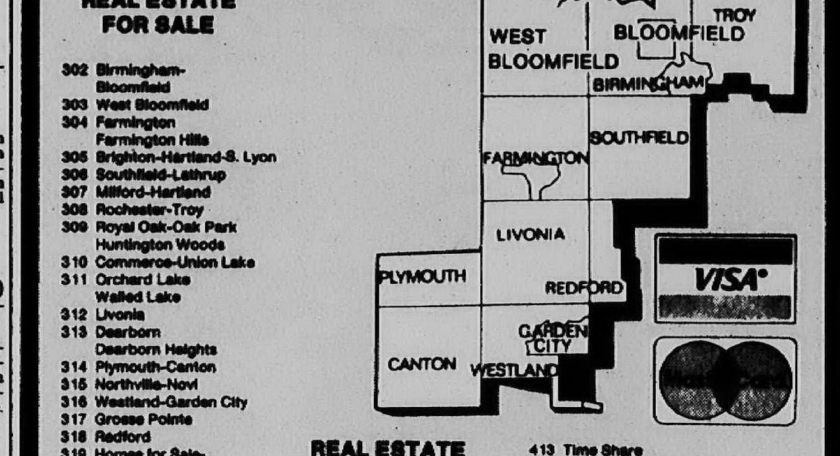 REAL ESTATE
FOR SALE
302 Birmingham-
Bloomfield
303 West Bloomfield
304 Farmington
Farmington Hills
305 Brighton-Hartland-S. Lyon
306 Southfield-Lathrup
307 Milford-Hartland
308 Rochester-Troy
309 Royal Oak-Oak Park
Huntington Woods
310 Commerce-Union Lake
311 Orchard Lake
Walled Lake
312 Livonia
313 Dearborn
Dearborn Heights
314 Plymouth-Canton
315 Northville-Novi
316 Westland-Garden City
317 Grosse Pointe
318 Redford
319 Homes for Sale-
TROY
WEST
BLOOMFIELD
BLOOMFIELD
BIRMINGHAM
SOUTHFIELD
FARMINGTON
LIVONIA
PLYMOUTH
REDFORD
GARDEN
CITY
CANTON
WESTLAND
VISA®
MasterCard
REAL ESTATE
413 Time Share